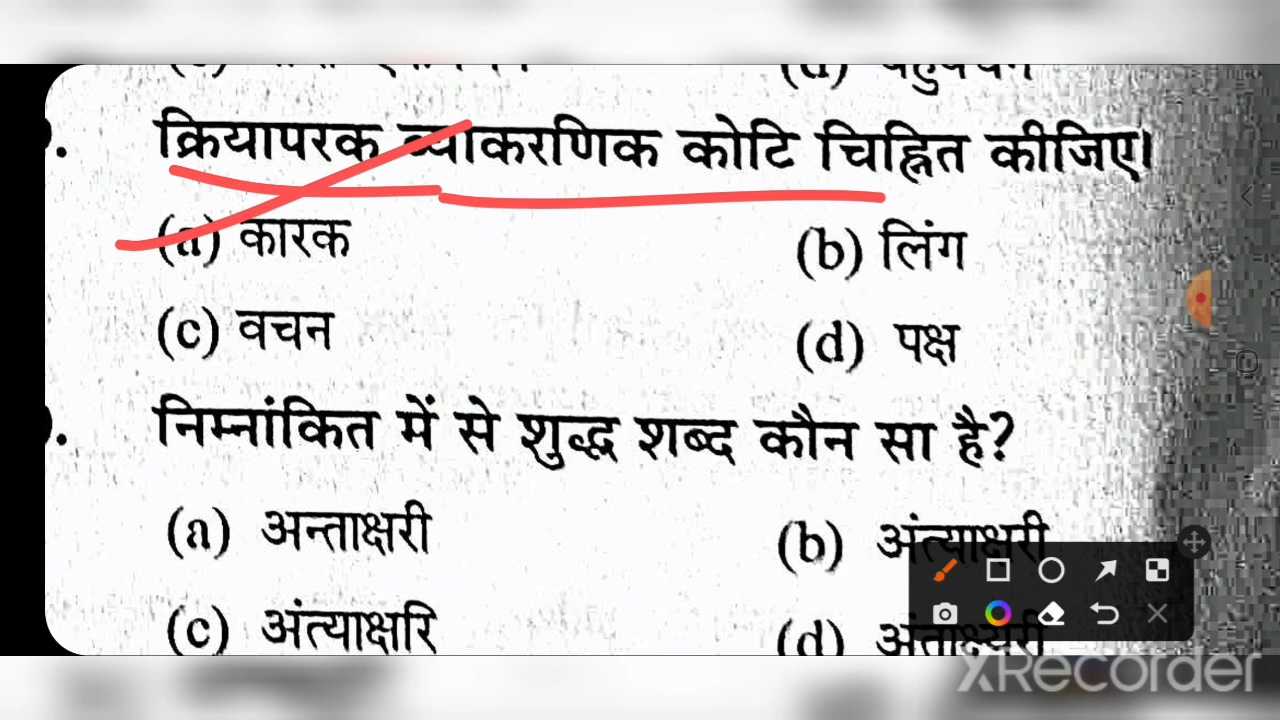 क्रियापरक व्याकरणिक कोटि चिह्नित कीजिए।
(a) कारक
(b) लिंग
(c) वचन
(d) पक्ष
निम्नांकित में से शुद्ध शब्द कौन सा है?
(a) अन्ताक्षरी
(b) अंत्याक्षरी
(c) अंत्याक्षरि
(d)
XRecorder